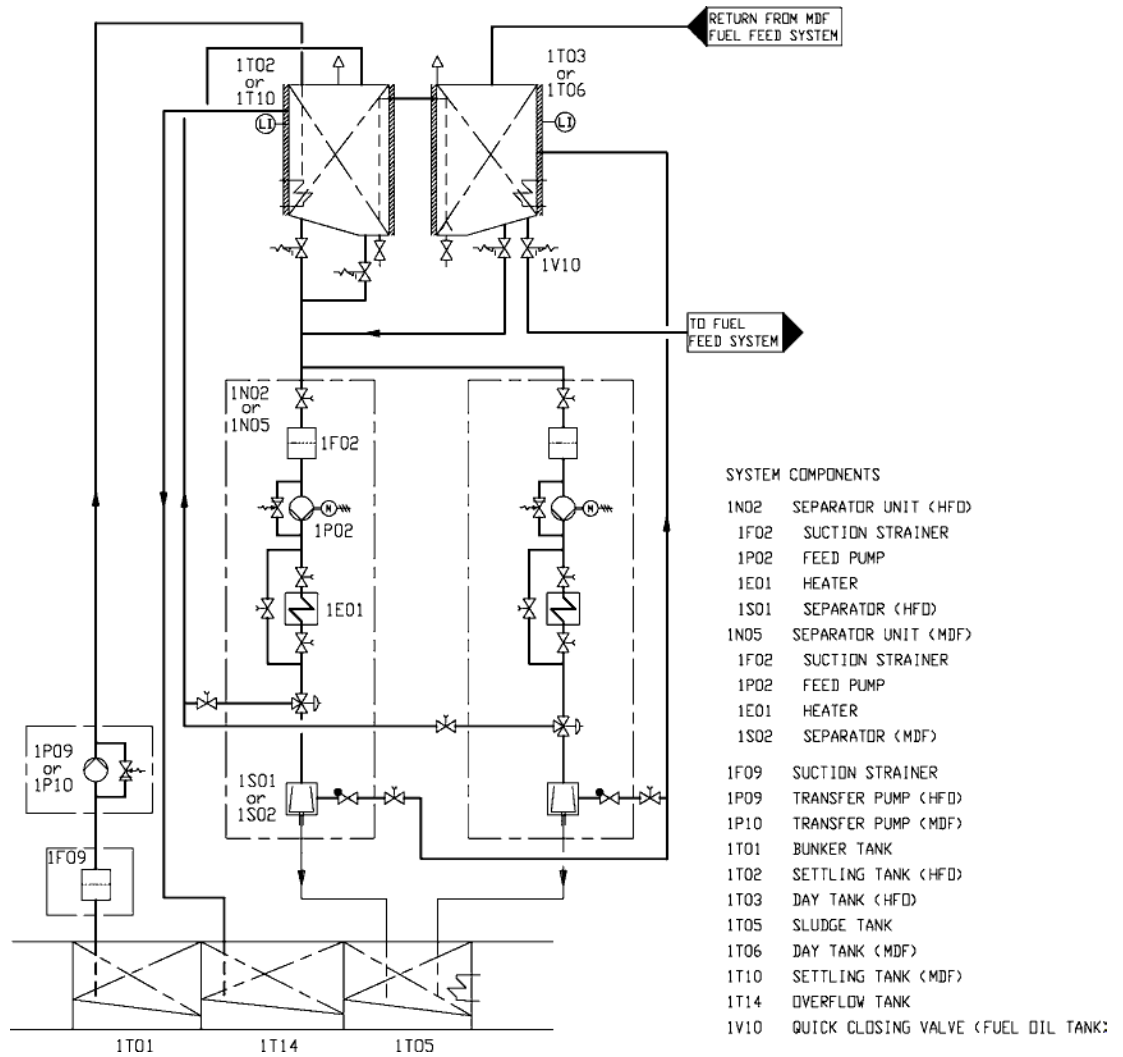 RETURN FROM MDF
FUEL FEED SYSTEM
1T02
or
1T10
1T03
or
1T06
LI
LI
1V10
TO FUEL
FEED SYSTEM
1N02
or
1N05
1F02
M
M
1P02
1E01
1P09
or
1P10
1S01
or
1S02
1F09
1T01
1T14
1T05
SYSTEM COMPONENTS
1N02 SEPARATOR UNIT (HFO)
1F02 SUCTION STRAINER
1P02 FEED PUMP
1E01 HEATER
1S01 SEPARATOR (HFO)
1N05 SEPARATOR UNIT (MDF)
1F02 SUCTION STRAINER
1P02 FEED PUMP
1E01 HEATER
1S02 SEPARATOR (MDF)
1F09 SUCTION STRAINER
1P09 TRANSFER PUMP (HFO)
1P10 TRANSFER PUMP (MDF)
1T01 BUNKER TANK
1T02 SETTLING TANK (HFO)
1T03 DAY TANK (HFO)
1T05 SLUDGE TANK
1T06 DAY TANK (MDF)
1T10 SETTLING TANK (MDF)
1T14 OVERFLOW TANK
1V10 QUICK CLOSING VALVE (FUEL OIL TANK)